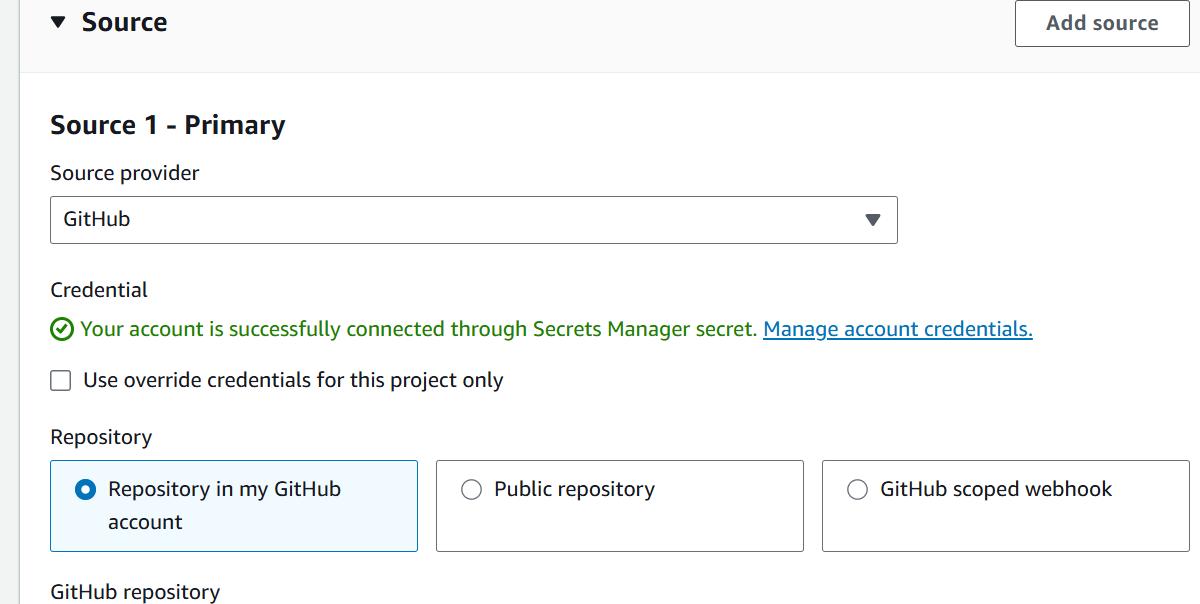 Source
Add source
Source 1 - Primary
Source provider
GitHub
Credential
Your account is successfully connected through Secrets Manager secret. Manage account credentials.
Use override credentials for this project only
Repository
Repository in my GitHub
account
Public repository
GitHub scoped webhook
GitHub repository